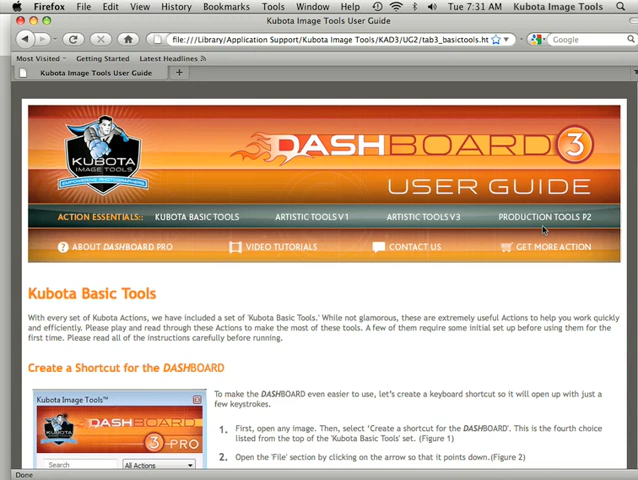 Firefox File Edit View History Bookmarks Tools Window Help Tue 7:31 AM Kubota Image Tools
Kubota Image Tools User Guide
file:///Library/Application Support/Kubota Image Tools/KAD3/UG2/tab3_basictools.ht Google
Most Visited Getting Started Latest Headlines
Kubota Image Tools User Guide
KUBOTA
IMAGE TOOLS
EMPOWERING PHOTOGRAPHERS
DASHBOARD 3
USER GUIDE
ACTION ESSENTIALS:: KUBOTA BASIC TOOLS ARTISTIC TOOLS V1 ARTISTIC TOOLS V3 PRODUCTION TOOLS P2
? ABOUT DASHBOARD PRO VIDEO TUTORIALS CONTACT US GET MORE ACTION
Kubota Basic Tools
With every set of Kubota Actions, we have included a set of 'Kubota Basic Tools.' While not glamorous, these are extremely useful Actions to help you work quickly
and efficiently. Please play and read through these Actions to make the most of these tools. A few of them require some initial set up before using them for the
first time. Please read all of the instructions carefully before running.
Create a Shortcut for the DASHBOARD
Kubota Image Tools™
DASHBOARD
3-PRO
Search All Actions
To make the DASHBOARD even easier to use, let's create a keyboard shortcut so it will open up with just a
few keystrokes.
1. First, open any image. Then, select 'Create a shortcut for the DASHBOARD'. This is the fourth choice
listed from the top of the 'Kubota Basic Tools' set. (Figure 1)
2. Open the 'File' section by clicking on the arrow so that it points down.(Figure 2)
Done